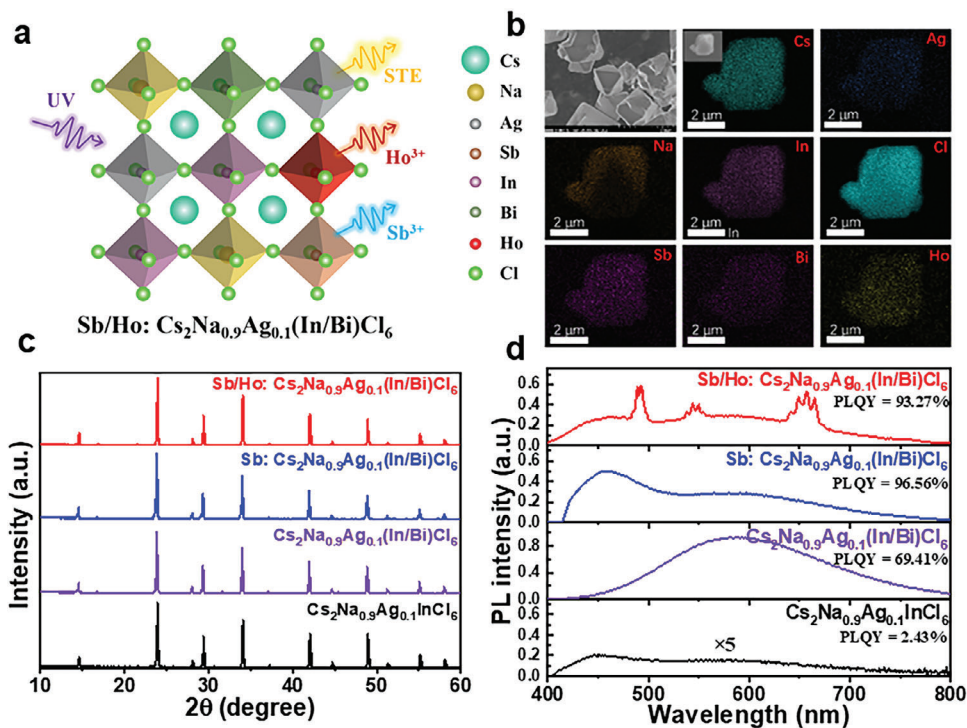 a
UV
STE
Ho³⁺
Sb³⁺
Cs
Na
Ag
Sb
In
Bi
Ho
Cl
Sb/Ho: Cs₂Na₀.₉Ag₀.₁(In/Bi)Cl₆
b
Cs
2 μm
Ag
2 μm
Na
2 μm
In
2 μm
In
Cl
2 μm
Sb
2 μm
Bi
2 μm
Ho
2 μm
c
Intensity (a.u.)
Sb/Ho: Cs₂Na₀.₉Ag₀.₁(In/Bi)Cl₆
Sb: Cs₂Na₀.₉Ag₀.₁(In/Bi)Cl₆
Cs₂Na₀.₉Ag₀.₁(In/Bi)Cl₆
Cs₂Na₀.₉Ag₀.₁InCl₆
10 20 30 40 50 60
2θ (degree)
d
PL intensity (a.u.)
0.6
0.3
0.0
Sb/Ho: Cs₂Na₀.₉Ag₀.₁(In/Bi)Cl₆
PLQY = 93.27%
0.6
0.4
0.2
0.0
Sb: Cs₂Na₀.₉Ag₀.₁(In/Bi)Cl₆
PLQY = 96.56%
0.8
0.4
0.0
Cs₂Na₀.₉Ag₀.₁(In/Bi)Cl₆
PLQY = 69.41%
0.6
0.4
0.2
0.0
Cs₂Na₀.₉Ag₀.₁InCl₆
PLQY = 2.43%
×5
400 500 600 700 800
Wavelength (nm)